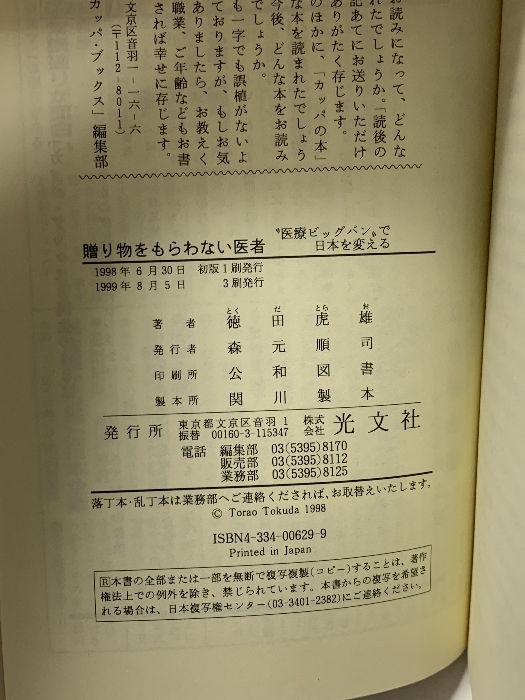 お読みになって、どんな
れたでしょうか。「読後の
記あてにお送りいただけ
ありがたく存じます。
のほかに、「カッパの本」
な本を読まれたでしょう
今後、どんな本をお読み
でしょうか。
も一字でも誤植がないよ
ておりますが、もしお気
ありましたら、お教えく
職業、ご年齢などもお書
されば幸せに存じます。
文京区音羽一-一六-六
(〒112-8011)
カッパ・ブックス」編集部
贈り物をもらわない医者
〝医療ビッグバン〟で
日本を変える
1998年 6月30日 初版1刷発行
1999年 8月 5日 3刷発行
著者 徳田虎雄
とく だ とら お
発行者 森元順司
印刷所 公和図書
製本所 関川製本
発行所 東京都文京区音羽1 株式会社 光文社
振替 00160-3-115347
電話 編集部 03(5395)8170
販売部 03(5395)8112
業務部 03(5395)8125
落丁本・乱丁本は業務部へご連絡くだされば、お取替えいたします。
© Torao Tokuda 1998
ISBN4-334-00629-9
Printed in Japan
Ⓡ本書の全部または一部を無断で複写複製(コピー)することは、著作
権法上での例外を除き、禁じられています。本書からの複写を希望さ
れる場合は、日本複写権センター(03-3401-2382)にご連絡ください。